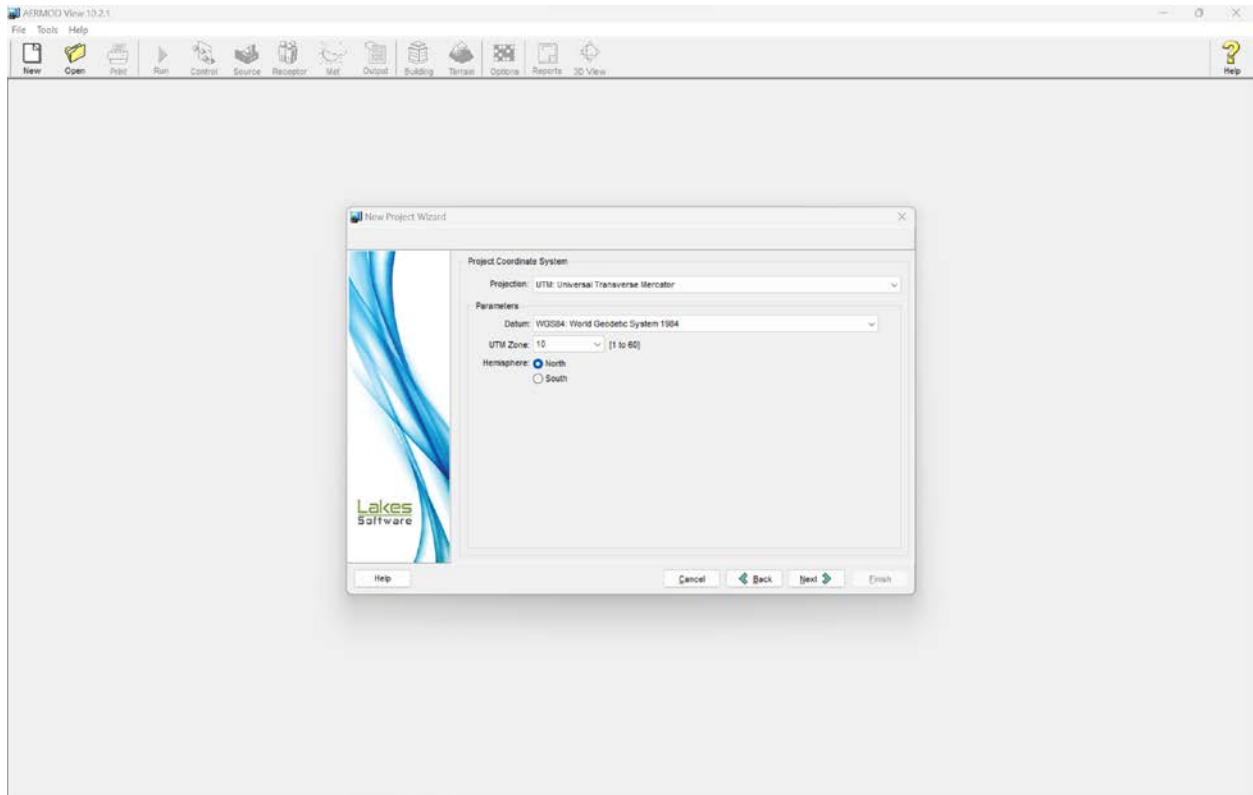 AERMOD View 10.2.1
File Tools Help
New Open Print Run Control Source Receptor Met Output Building Terrain Options Reports 3D View Help
New Project Wizard
Project Coordinate System
Projection: UTM: Universal Transverse Mercator
Parameters
Datum: WGS84: World Geodetic System 1984
UTM Zone: 10 [1 to 60]
Hemisphere: North
South
Lakes
Software
Help Cancel Back Next Finish